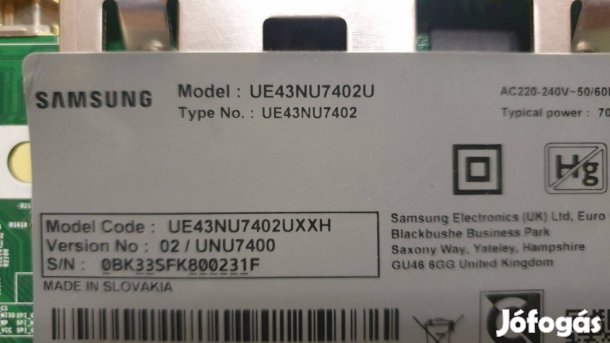 SAMSUNG
Model : UE43NU7402U
Type No. : UE43NU7402
AC220-240V~50/60
Typical power : 70
Hg
Model Code : UE43NU7402UXXH
Version No : 02 / UNU7400
S/N : 0BK33SFK800231F
MADE IN SLOVAKIA
Samsung Electronics (UK) Ltd, Euro
Blackbushe Business Park
Saxony Way, Yateley, Hampshire
GU46 6GG United Kingdom
Jófogás